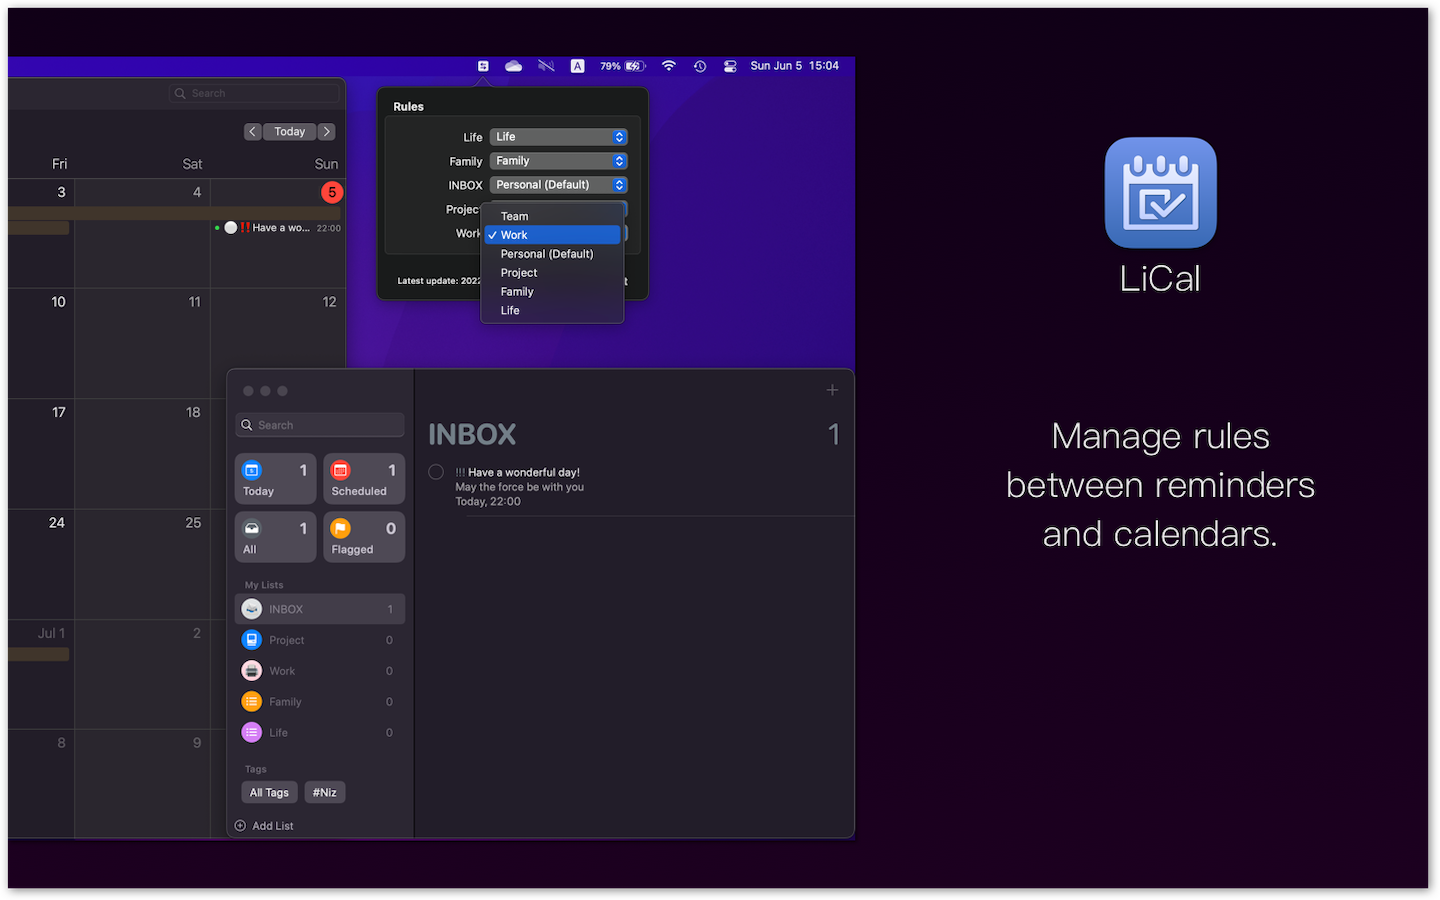 A
79%
Sun Jun 5 15:04
Search
Today
Fri
Sat
Sun
3
4
5
Have a wo...
22:00
10
11
12
17
18
24
25
Jul 1
2
8
9
Rules
Life
Life
Family
Family
INBOX
Personal (Default)
Projec
Work
Team
✓ Work
Personal (Default)
Project
Family
Life
Latest update: 2022
t
Search
1
Today
1
Scheduled
1
All
0
Flagged
My Lists
INBOX 1
Project 0
Work 0
Family 0
Life 0
Tags
All Tags
#Niz
Add List
INBOX
1
!!! Have a wonderful day!
May the force be with you
Today, 22:00
LiCal
Manage rules
between reminders
and calendars.